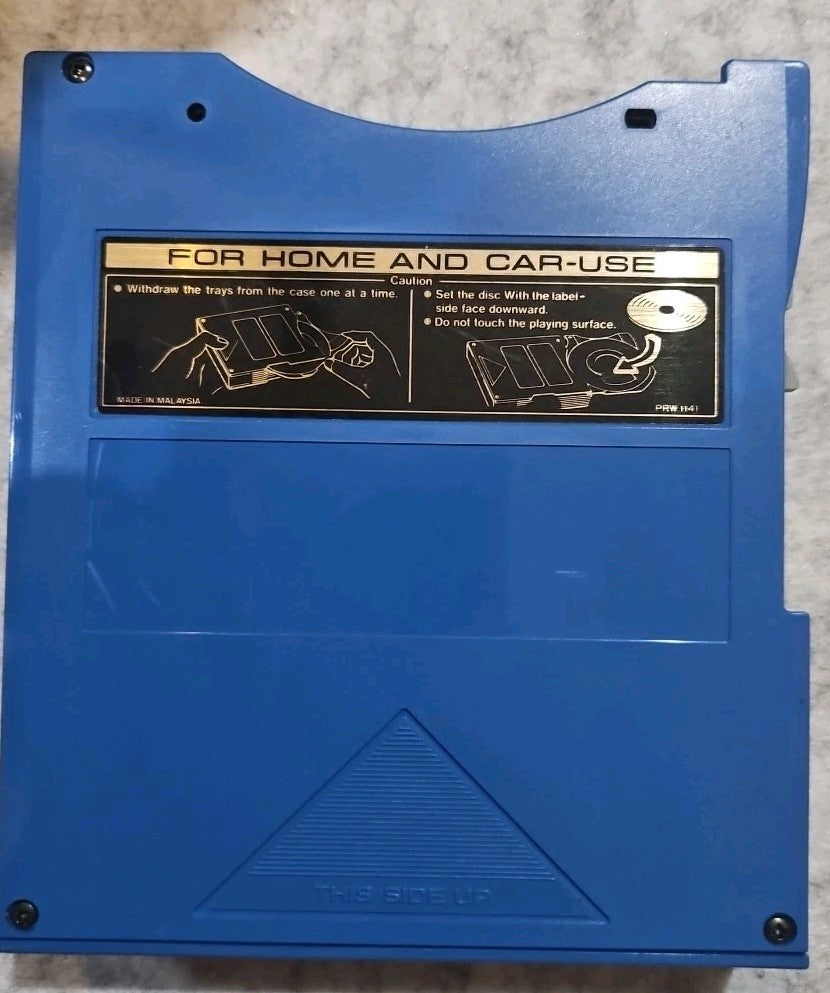 FOR HOME AND CAR-USE
Caution
● Withdraw the trays from the case one at a time.
● Set the disc With the label-
side face downward.
● Do not touch the playing surface.
MADE IN MALAYSIA
PRW 1141
THIS SIDE UP